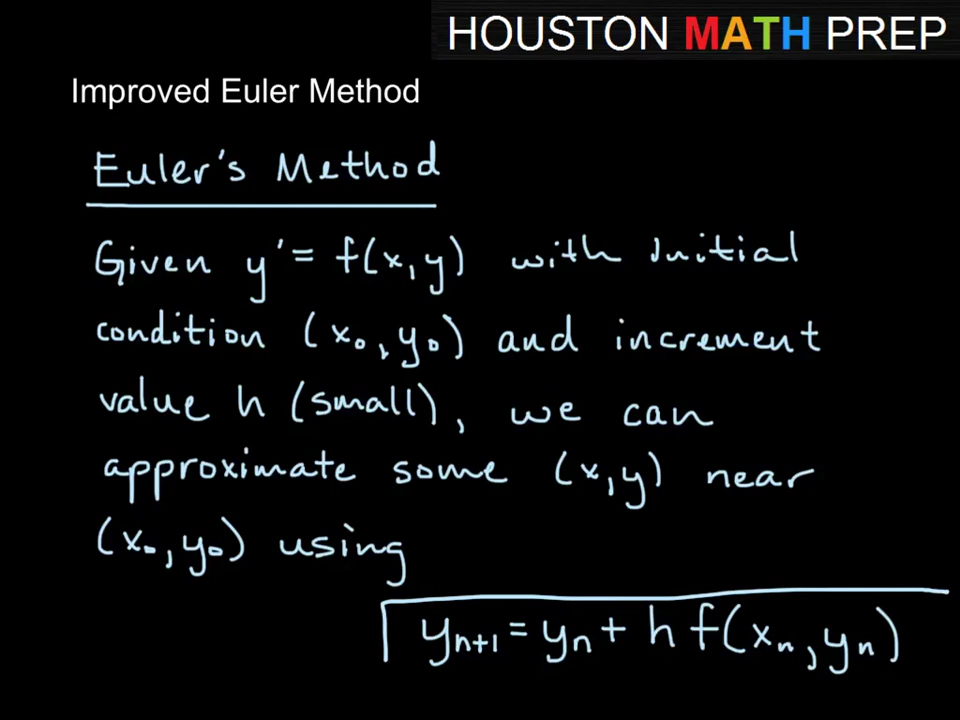 HOUSTON MATH PREP
Improved Euler Method
Euler's Method
Given y' = f(x,y) with initial
condition (x₀,y₀) and increment
value h (small), we can
approximate some (x,y) near
(x₀,y₀) using
yₙ₊₁ = yₙ + h f(xₙ,yₙ)